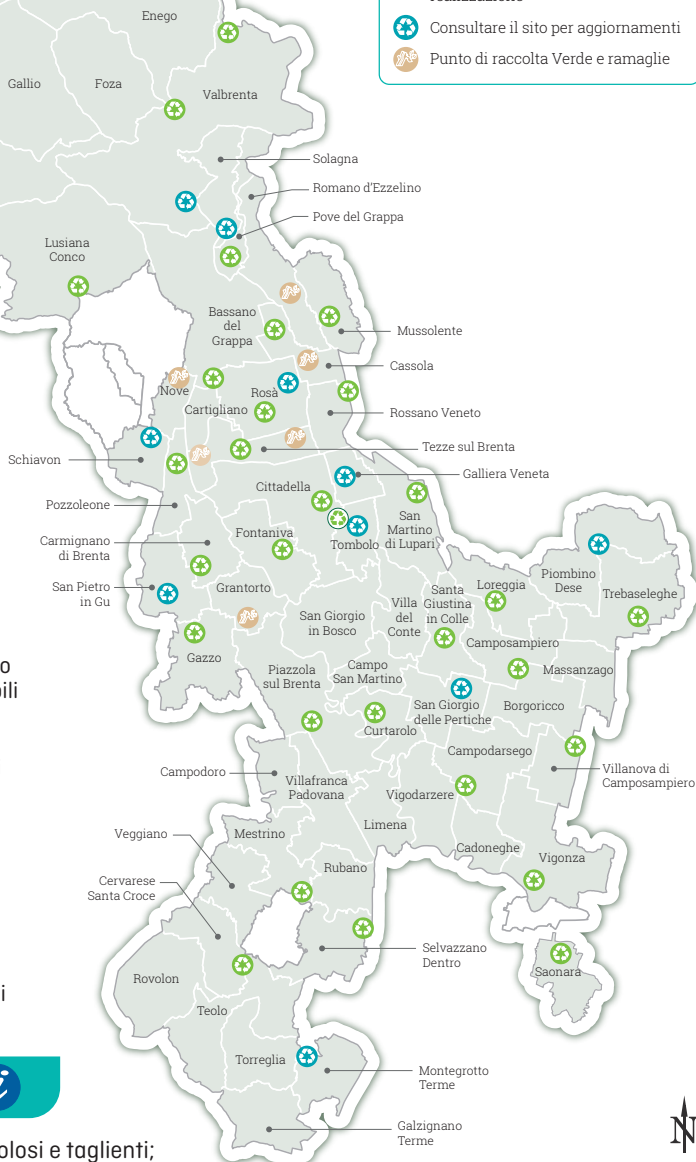 realizzazione
Consultare il sito per aggiornamenti
Punto di raccolta Verde e ramaglie
Enego
Gallio
Foza
Valbrenta
Solagna
Romano d'Ezzelino
Pove del Grappa
Lusiana
Conco
Bassano
del
Grappa
Mussolente
Cassola
Nove
Rosà
Cartigliano
Rossano Veneto
Tezze sul Brenta
Schiavon
Galliera Veneta
Cittadella
Pozzoleone
San
Martino
di Lupari
Fontaniva
Tombolo
Carmignano
di Brenta
San Pietro
in Gu
Grantorto
Piombino
Dese
Loreggia
Trebaseleghe
Santa
Giustina
in Colle
Villa
del
Conte
San Giorgio
in Bosco
Camposampiero
Gazzo
Massanzago
Campo
San Martino
Piazzola
sul Brenta
San Giorgio
delle Pertiche
Borgoricco
Curtarolo
Campodarsego
Campodoro
Villafranca
Padovana
Vigodarzere
Villanova di
Camposampiero
Limena
Veggiano
Mestrino
Cadoneghe
Vigonza
Rubano
Cervarese
Santa Croce
Selvazzano
Dentro
Saonara
Rovolon
Teolo
Torreglia
Montegrotto
Terme
Galzignano
Terme
N
o
i
i
olosi e taglienti;